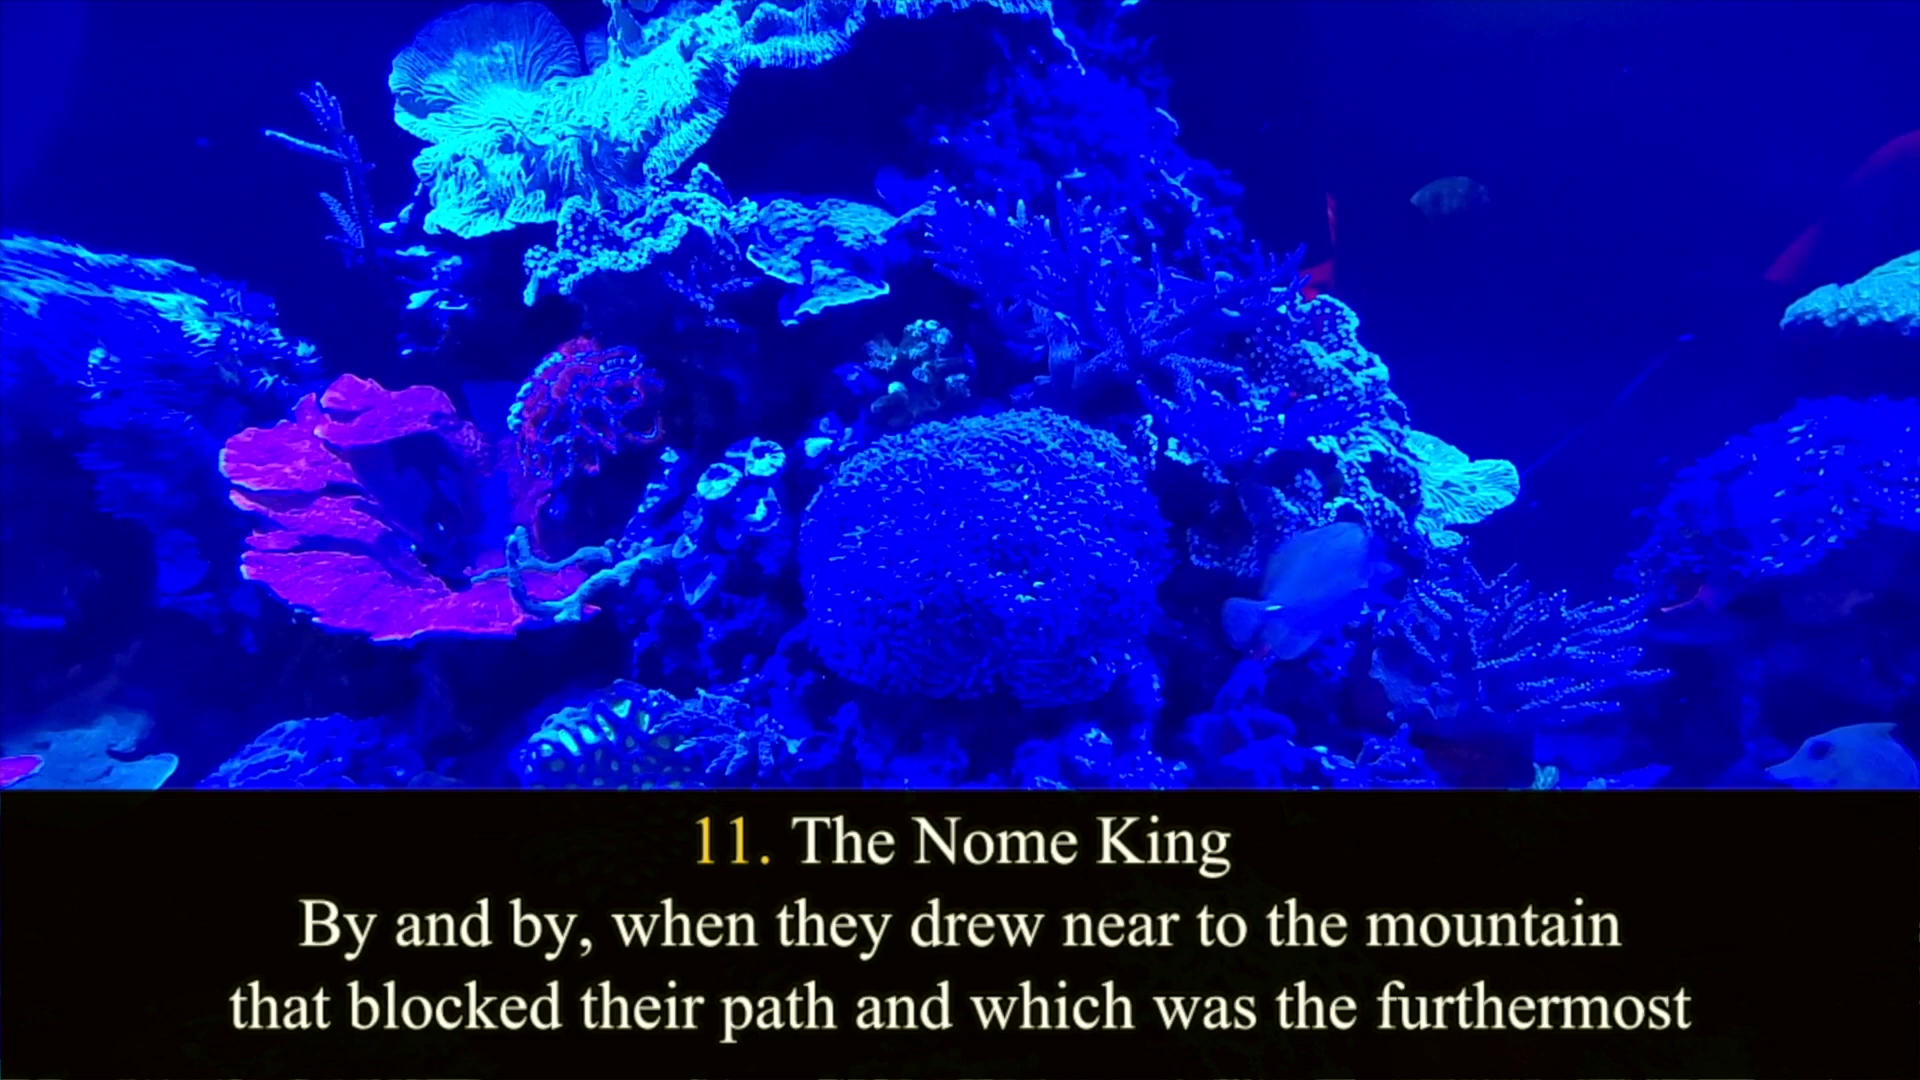 11. The Nome King
By and by, when they drew near to the mountain
that blocked their path and which was the furthermost